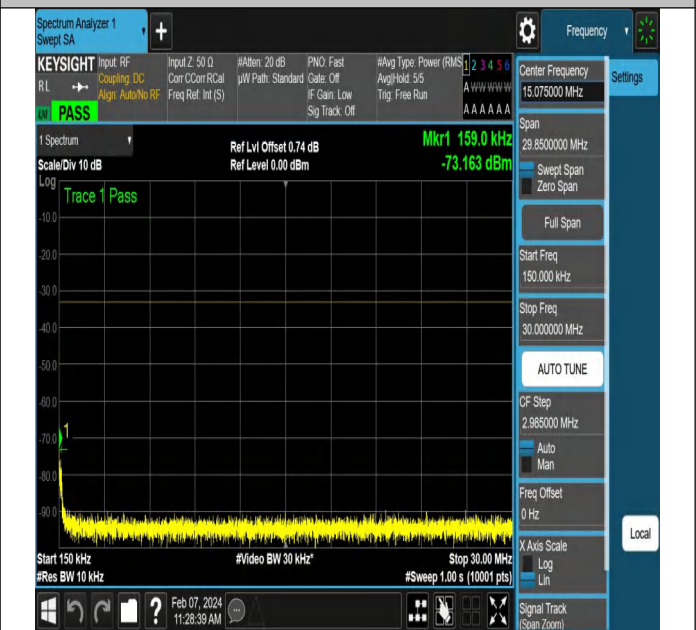 Spectrum Analyzer 1
Swept SA
+
Frequency
KEYSIGHT
RL
PASS
Input: RF
Coupling: DC
Align: Auto/No RF
Input Z: 50 Ω
Corr CCorr RCal
Freq Ref: Int (S)
#Atten: 20 dB
µW Path: Standard
PNO: Fast
Gate: Off
IF Gain: Low
Sig Track: Off
#Avg Type: Power (RMS
Avg|Hold: 5/5
Trig: Free Run
1 2 3 4 5 6
A W W W W W
A A A A A A
Center Frequency
15.075000 MHz
Settings
Span
29.8500000 MHz
Swept Span
Zero Span
Full Span
Start Freq
150.000 kHz
Stop Freq
30.000000 MHz
AUTO TUNE
CF Step
2.985000 MHz
Auto
Man
Freq Offset
0 Hz
X Axis Scale
Log
Lin
Signal Track
(Span Zoom)
Local
1 Spectrum
Scale/Div 10 dB
Ref Lvl Offset 0.74 dB
Ref Level 0.00 dBm
Mkr1 159.0 kHz
-73.163 dBm
Log
Trace 1 Pass
-10.0
-20.0
-30.0
-40.0
-50.0
-60.0
-70.0
1
-80.0
-90.0
Start 150 kHz
#Video BW 30 kHz*
Stop 30.00 MHz
#Res BW 10 kHz
#Sweep 1.00 s (10001 pts)
?
Feb 07, 2024
11:28:39 AM